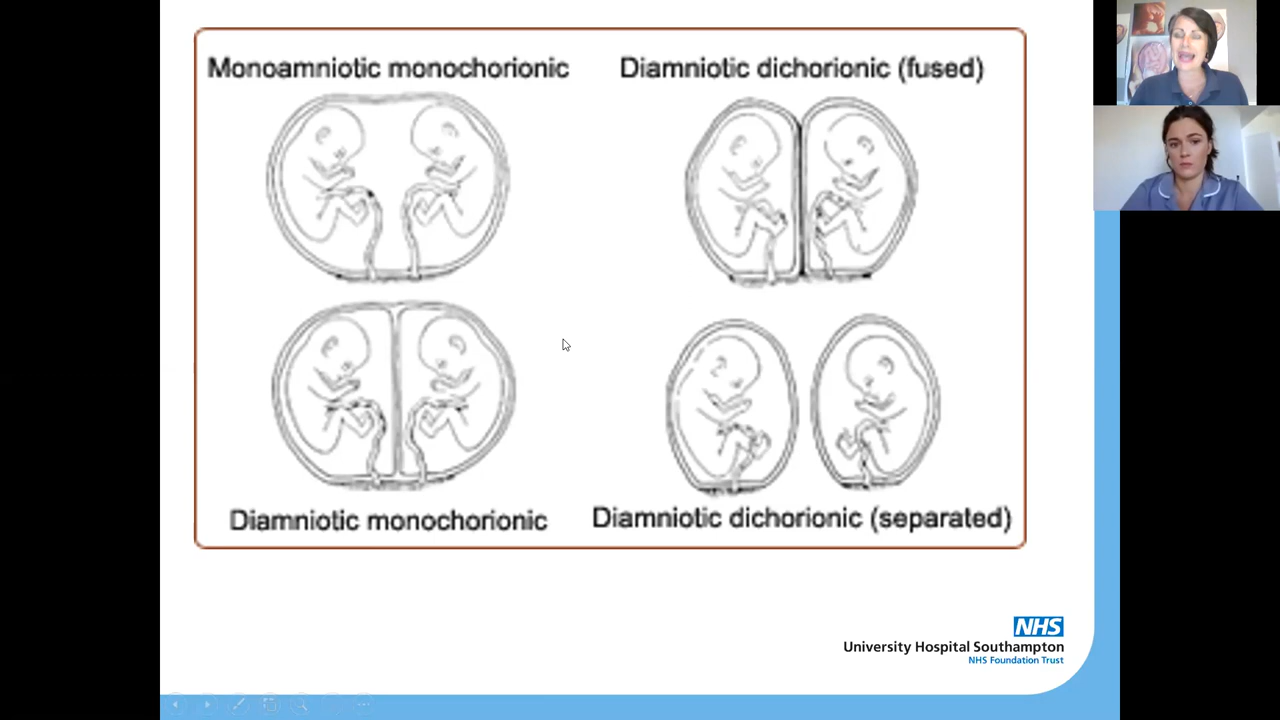 Monoamniotic monochorionic
Diamniotic dichorionic (fused)
Diamniotic monochorionic
Diamniotic dichorionic (separated)
NHS
University Hospital Southampton
NHS Foundation Trust